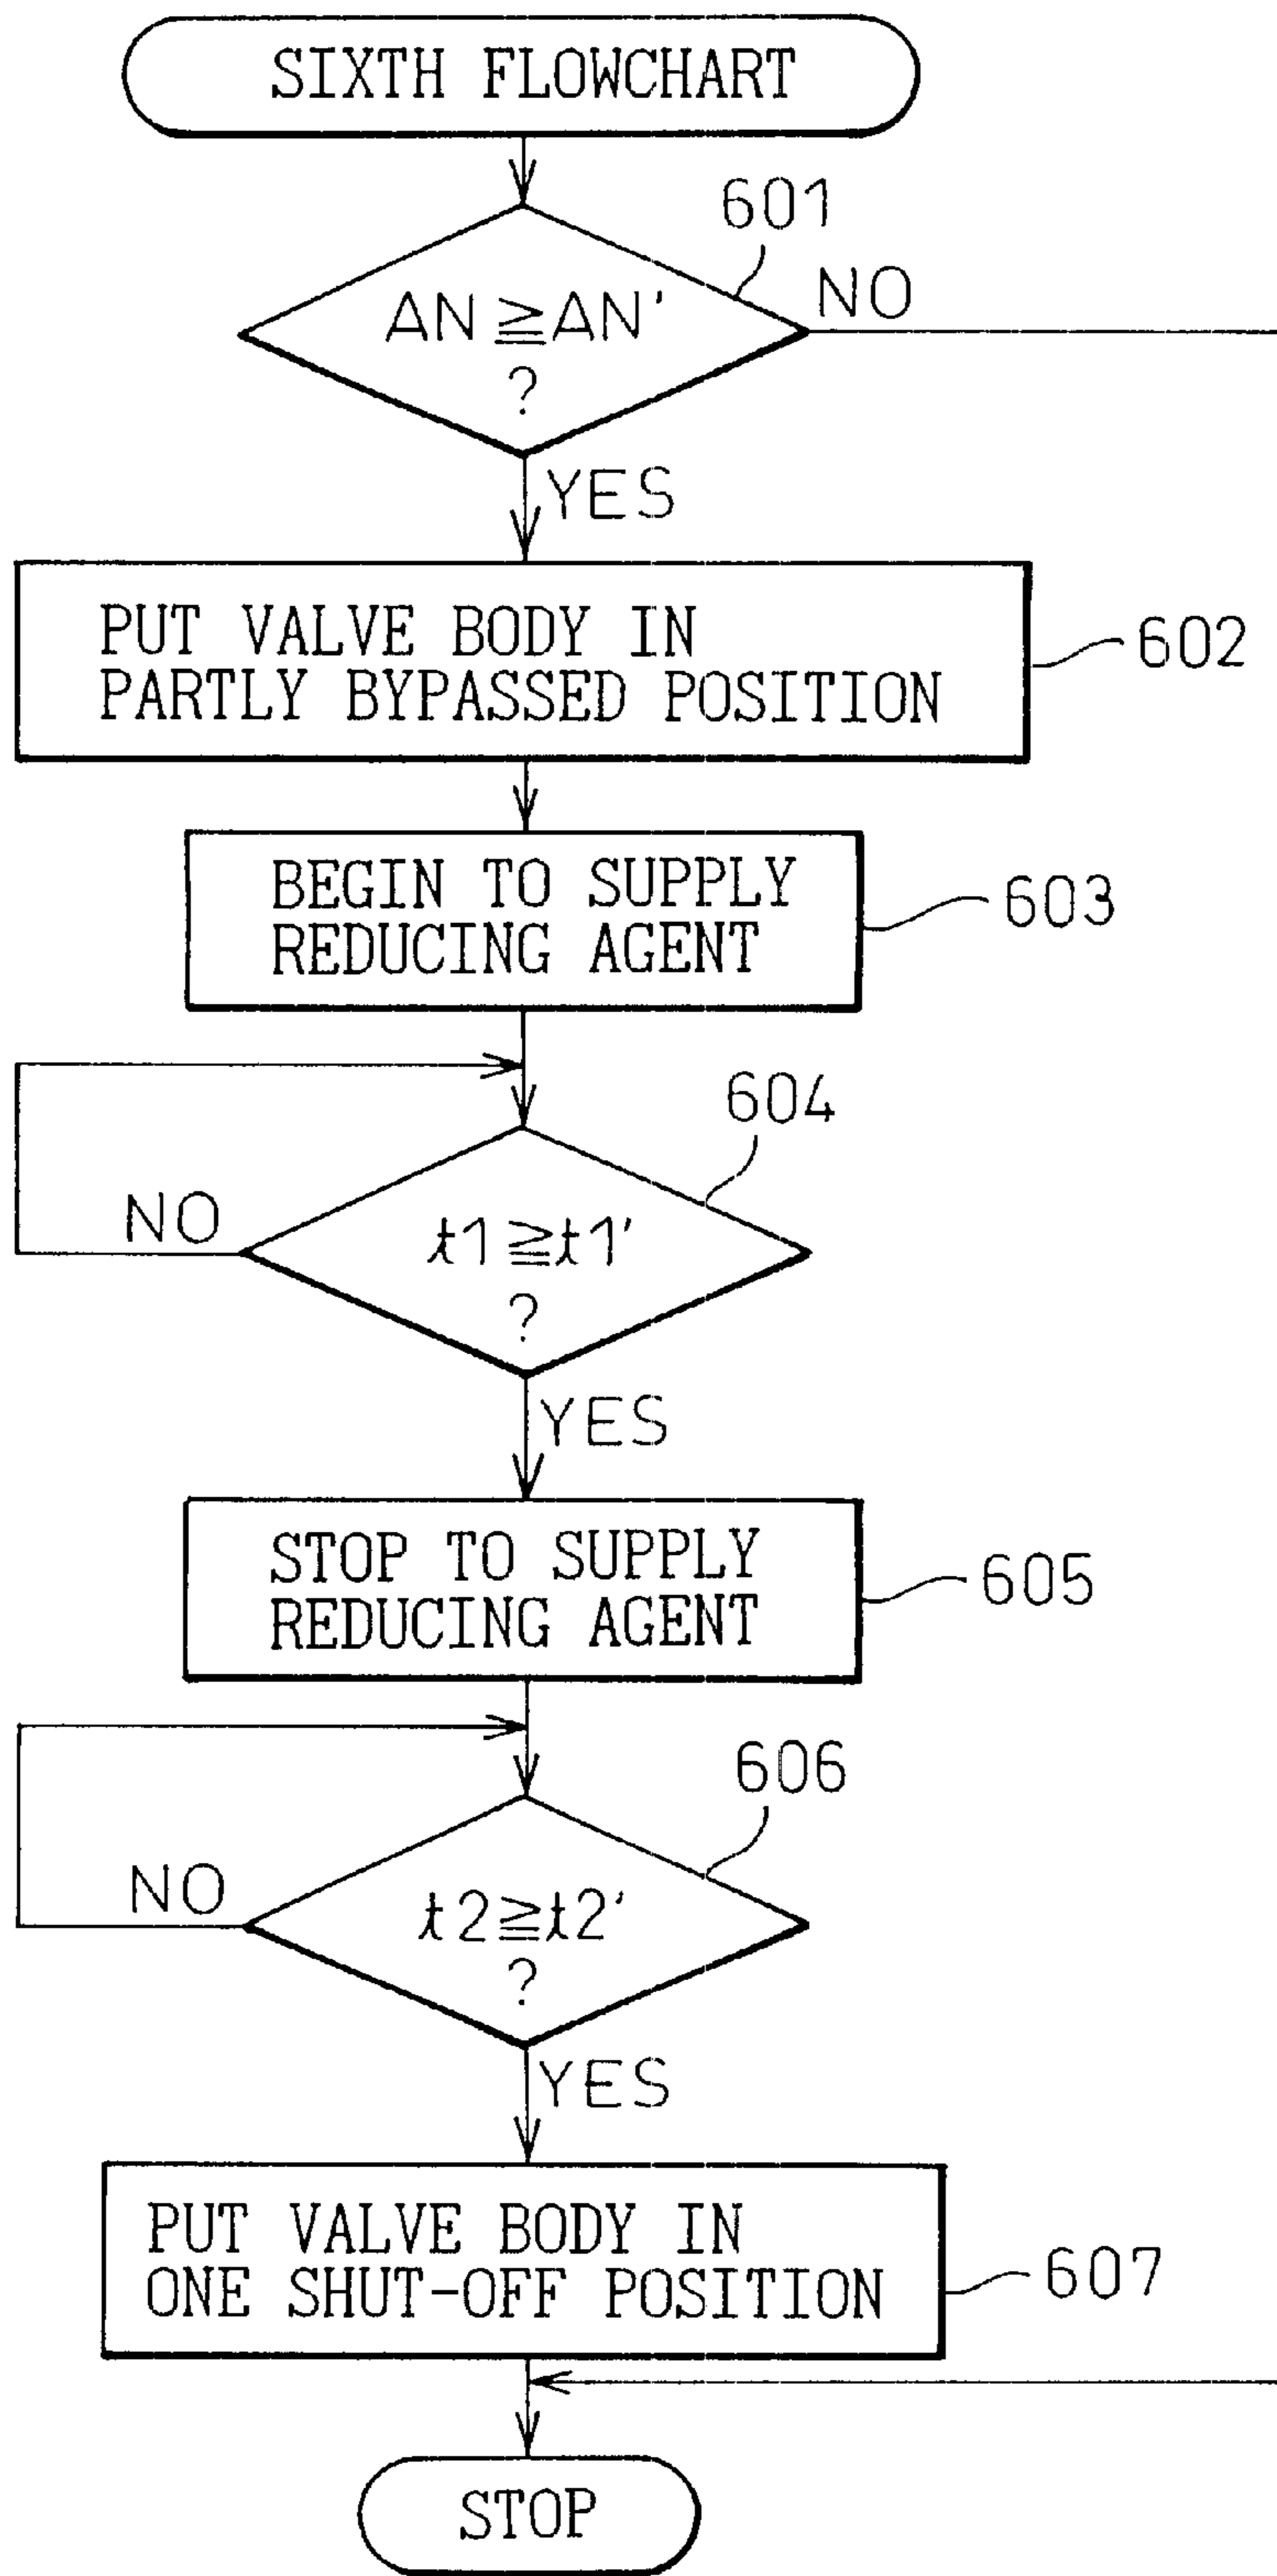 SIXTH FLOWCHART
601
AN≧AN'
?
NO
YES
PUT VALVE BODY IN
PARTLY BYPASSED POSITION
602
BEGIN TO SUPPLY
REDUCING AGENT
603
604
NO
t1≧t1'
?
YES
STOP TO SUPPLY
REDUCING AGENT
605
606
NO
t2≧t2'
?
YES
PUT VALVE BODY IN
ONE SHUT-OFF POSITION
607
STOP